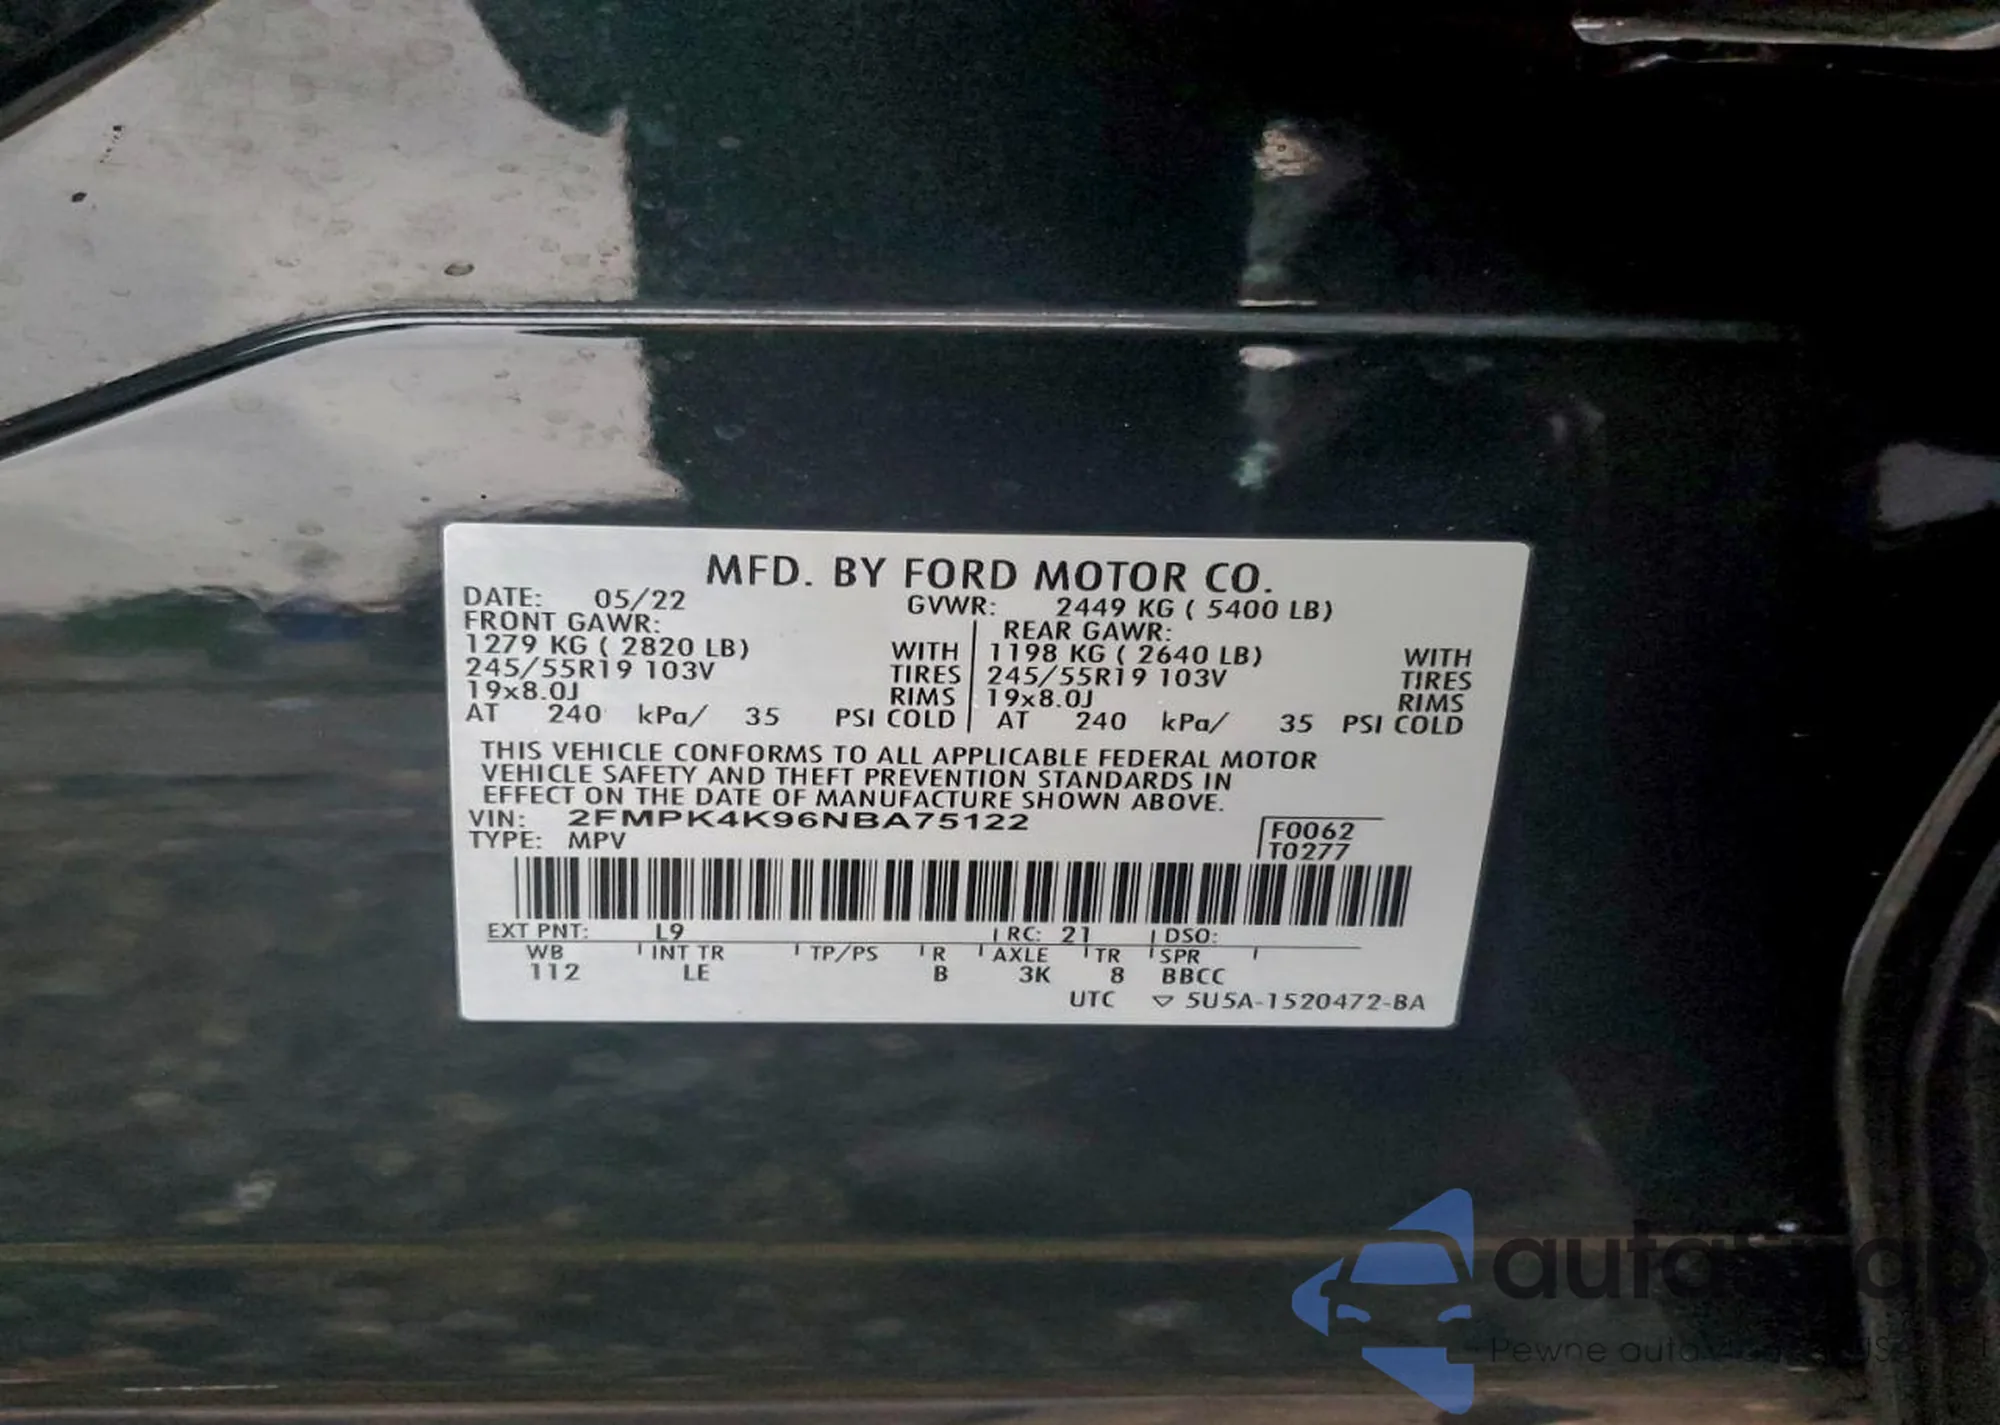 MFD. BY FORD MOTOR CO.
DATE: 05/22 GVWR: 2449 KG ( 5400 LB)
FRONT GAWR: REAR GAWR:
1279 KG ( 2820 LB) WITH 1198 KG ( 2640 LB) WITH
245/55R19 103V TIRES 245/55R19 103V TIRES
19x8.0J RIMS 19x8.0J RIMS
AT 240 kPa/ 35 PSI COLD AT 240 kPa/ 35 PSI COLD
THIS VEHICLE CONFORMS TO ALL APPLICABLE FEDERAL MOTOR
VEHICLE SAFETY AND THEFT PREVENTION STANDARDS IN
EFFECT ON THE DATE OF MANUFACTURE SHOWN ABOVE.
VIN: 2FMPK4K96NBA75122
TYPE: MPV
F0062
T0277
EXT PNT: L9 RC: 21 DSO:
WB INT TR TP/PS R AXLE TR SPR
112 LE B 3K 8 BBCC
UTC ▽ 5U5A-1520472-BA
Pewne auta